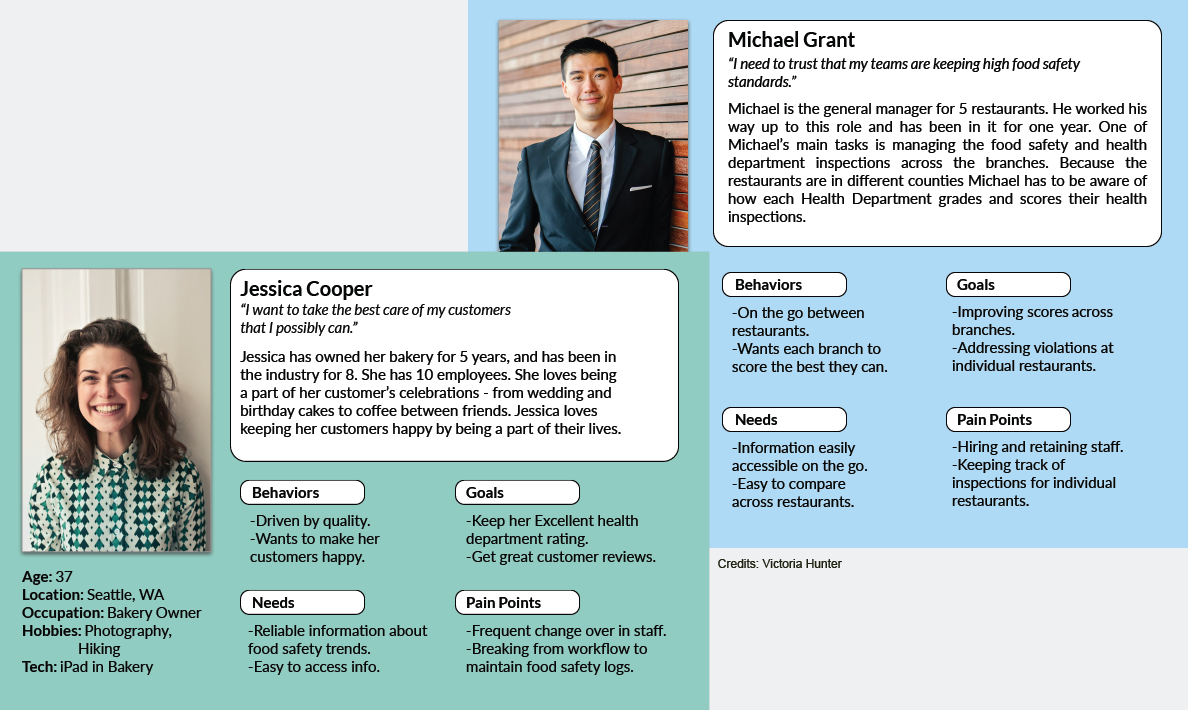 Michael Grant
“I need to trust that my teams are keeping high food safety
standards.”
Michael is the general manager for 5 restaurants. He worked his
way up to this role and has been in it for one year. One of
Michael’s main tasks is managing the food safety and health
department inspections across the branches. Because the
restaurants are in different counties Michael has to be aware of
how each Health Department grades and scores their health
inspections.
Behaviors
-On the go between
restaurants.
-Wants each branch to
score the best they can.
Goals
-Improving scores across
branches.
-Addressing violations at
individual restaurants.
Needs
-Information easily
accessible on the go.
-Easy to compare
across restaurants.
Pain Points
-Hiring and retaining staff.
-Keeping track of
inspections for individual
restaurants.
Jessica Cooper
“I want to take the best care of my customers
that I possibly can.”
Jessica has owned her bakery for 5 years, and has been in
the industry for 8. She has 10 employees. She loves being
a part of her customer’s celebrations - from wedding and
birthday cakes to coffee between friends. Jessica loves
keeping her customers happy by being a part of their lives.
Age: 37
Location: Seattle, WA
Occupation: Bakery Owner
Hobbies: Photography,
Hiking
Tech: iPad in Bakery
Behaviors
-Driven by quality.
-Wants to make her
customers happy.
Goals
-Keep her Excellent health
department rating.
-Get great customer reviews.
Needs
-Reliable information about
food safety trends.
-Easy to access info.
Pain Points
-Frequent change over in staff.
-Breaking from workflow to
maintain food safety logs.
Credits: Victoria Hunter